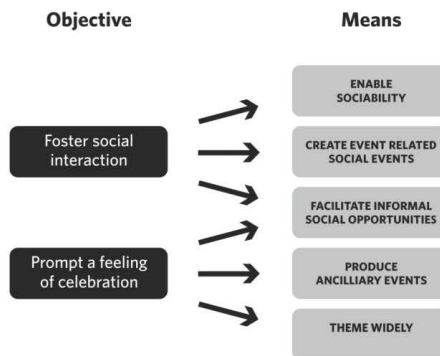 Objective
Means
Foster social
interaction
Prompt a feeling
of celebration
ENABLE
SOCIABILITY
CREATE EVENT RELATED
SOCIAL EVENTS
FACILITATE INFORMAL
SOCIAL OPPORTUNITIES
PRODUCE
ANCILLIARY EVENTS
THEME WIDELY